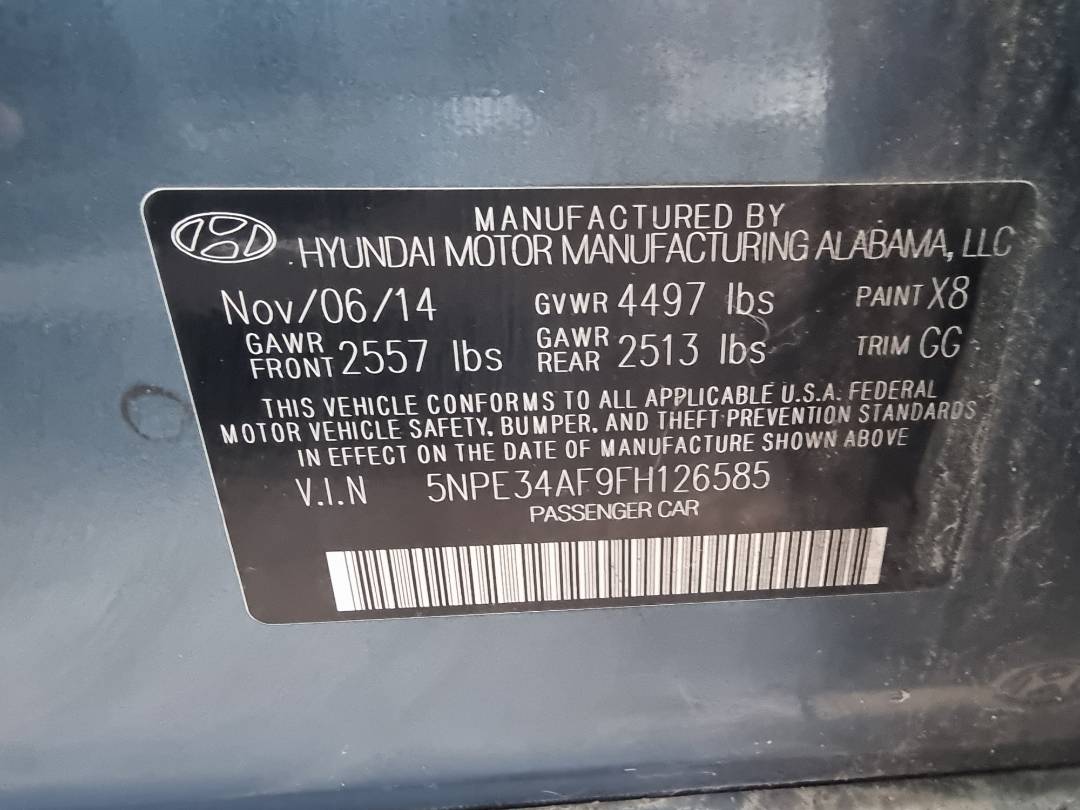 MANUFACTURED BY
HYUNDAI MOTOR MANUFACTURING ALABAMA, LLC
Nov/06/14 GVWR 4497 lbs PAINT X8
GAWR FRONT 2557 lbs GAWR REAR 2513 lbs TRIM GG
THIS VEHICLE CONFORMS TO ALL APPLICABLE U.S.A. FEDERAL
MOTOR VEHICLE SAFETY, BUMPER, AND THEFT PREVENTION STANDARDS
IN EFFECT ON THE DATE OF MANUFACTURE SHOWN ABOVE
V.I.N 5NPE34AF9FH126585
PASSENGER CAR